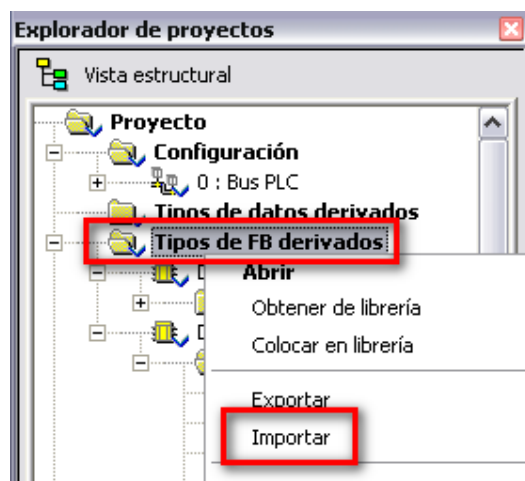 Explorador de proyectos
Vista estructural
Proyecto
Configuración
0 : Bus PLC
Tipos de datos derivados
Tipos de FB derivados
D
Abrir
Obtener de librería
D
Colocar en librería
Exportar
Importar